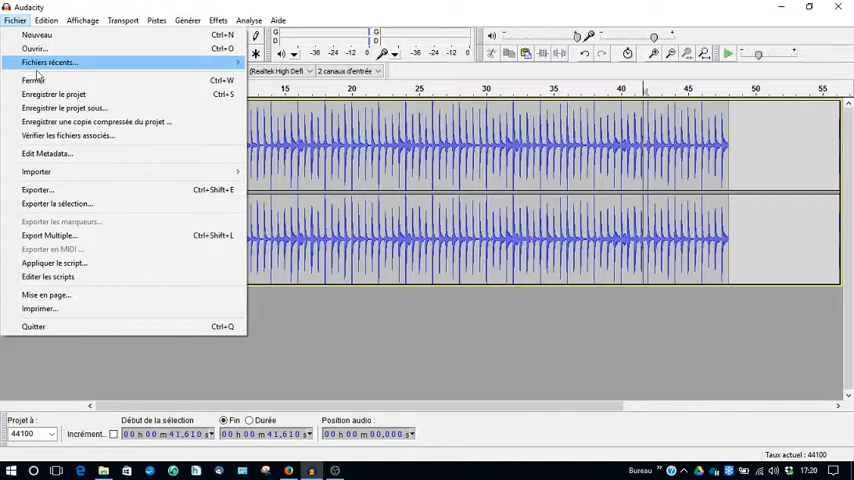 Audacity
Fichier Edition Affichage Transport Pistes Générer Effets Analyse Aide
Nouveau Ctrl+N
Ouvrir... Ctrl+O
Fichiers récents...
Fermer Ctrl+W
Enregistrer le projet Ctrl+S
Enregistrer le projet sous...
Enregistrer une copie compressée du projet ...
Vérifier les fichiers associés...
Edit Metadata...
Importer
Exporter... Ctrl+Shift+E
Exporter la sélection...
Exporter les marqueurs...
Export Multiple... Ctrl+Shift+L
Exporter en MIDI ...
Appliquer le script...
Editer les scripts
Mise en page...
Imprimer...
Quitter Ctrl+Q
G
D
G
D
(Realtek High Defi 2 canaux d'entrée
15 20 25 30 35 40 45 50 55
Projet à :
44100
Incrément...
Début de la sélection
00 h 00 m 41,610 s
Fin Durée
00 h 00 m 41,610 s
Position audio :
00 h 00 m 00,000 s
Taux actuel : 44100
Bureau » 17:20